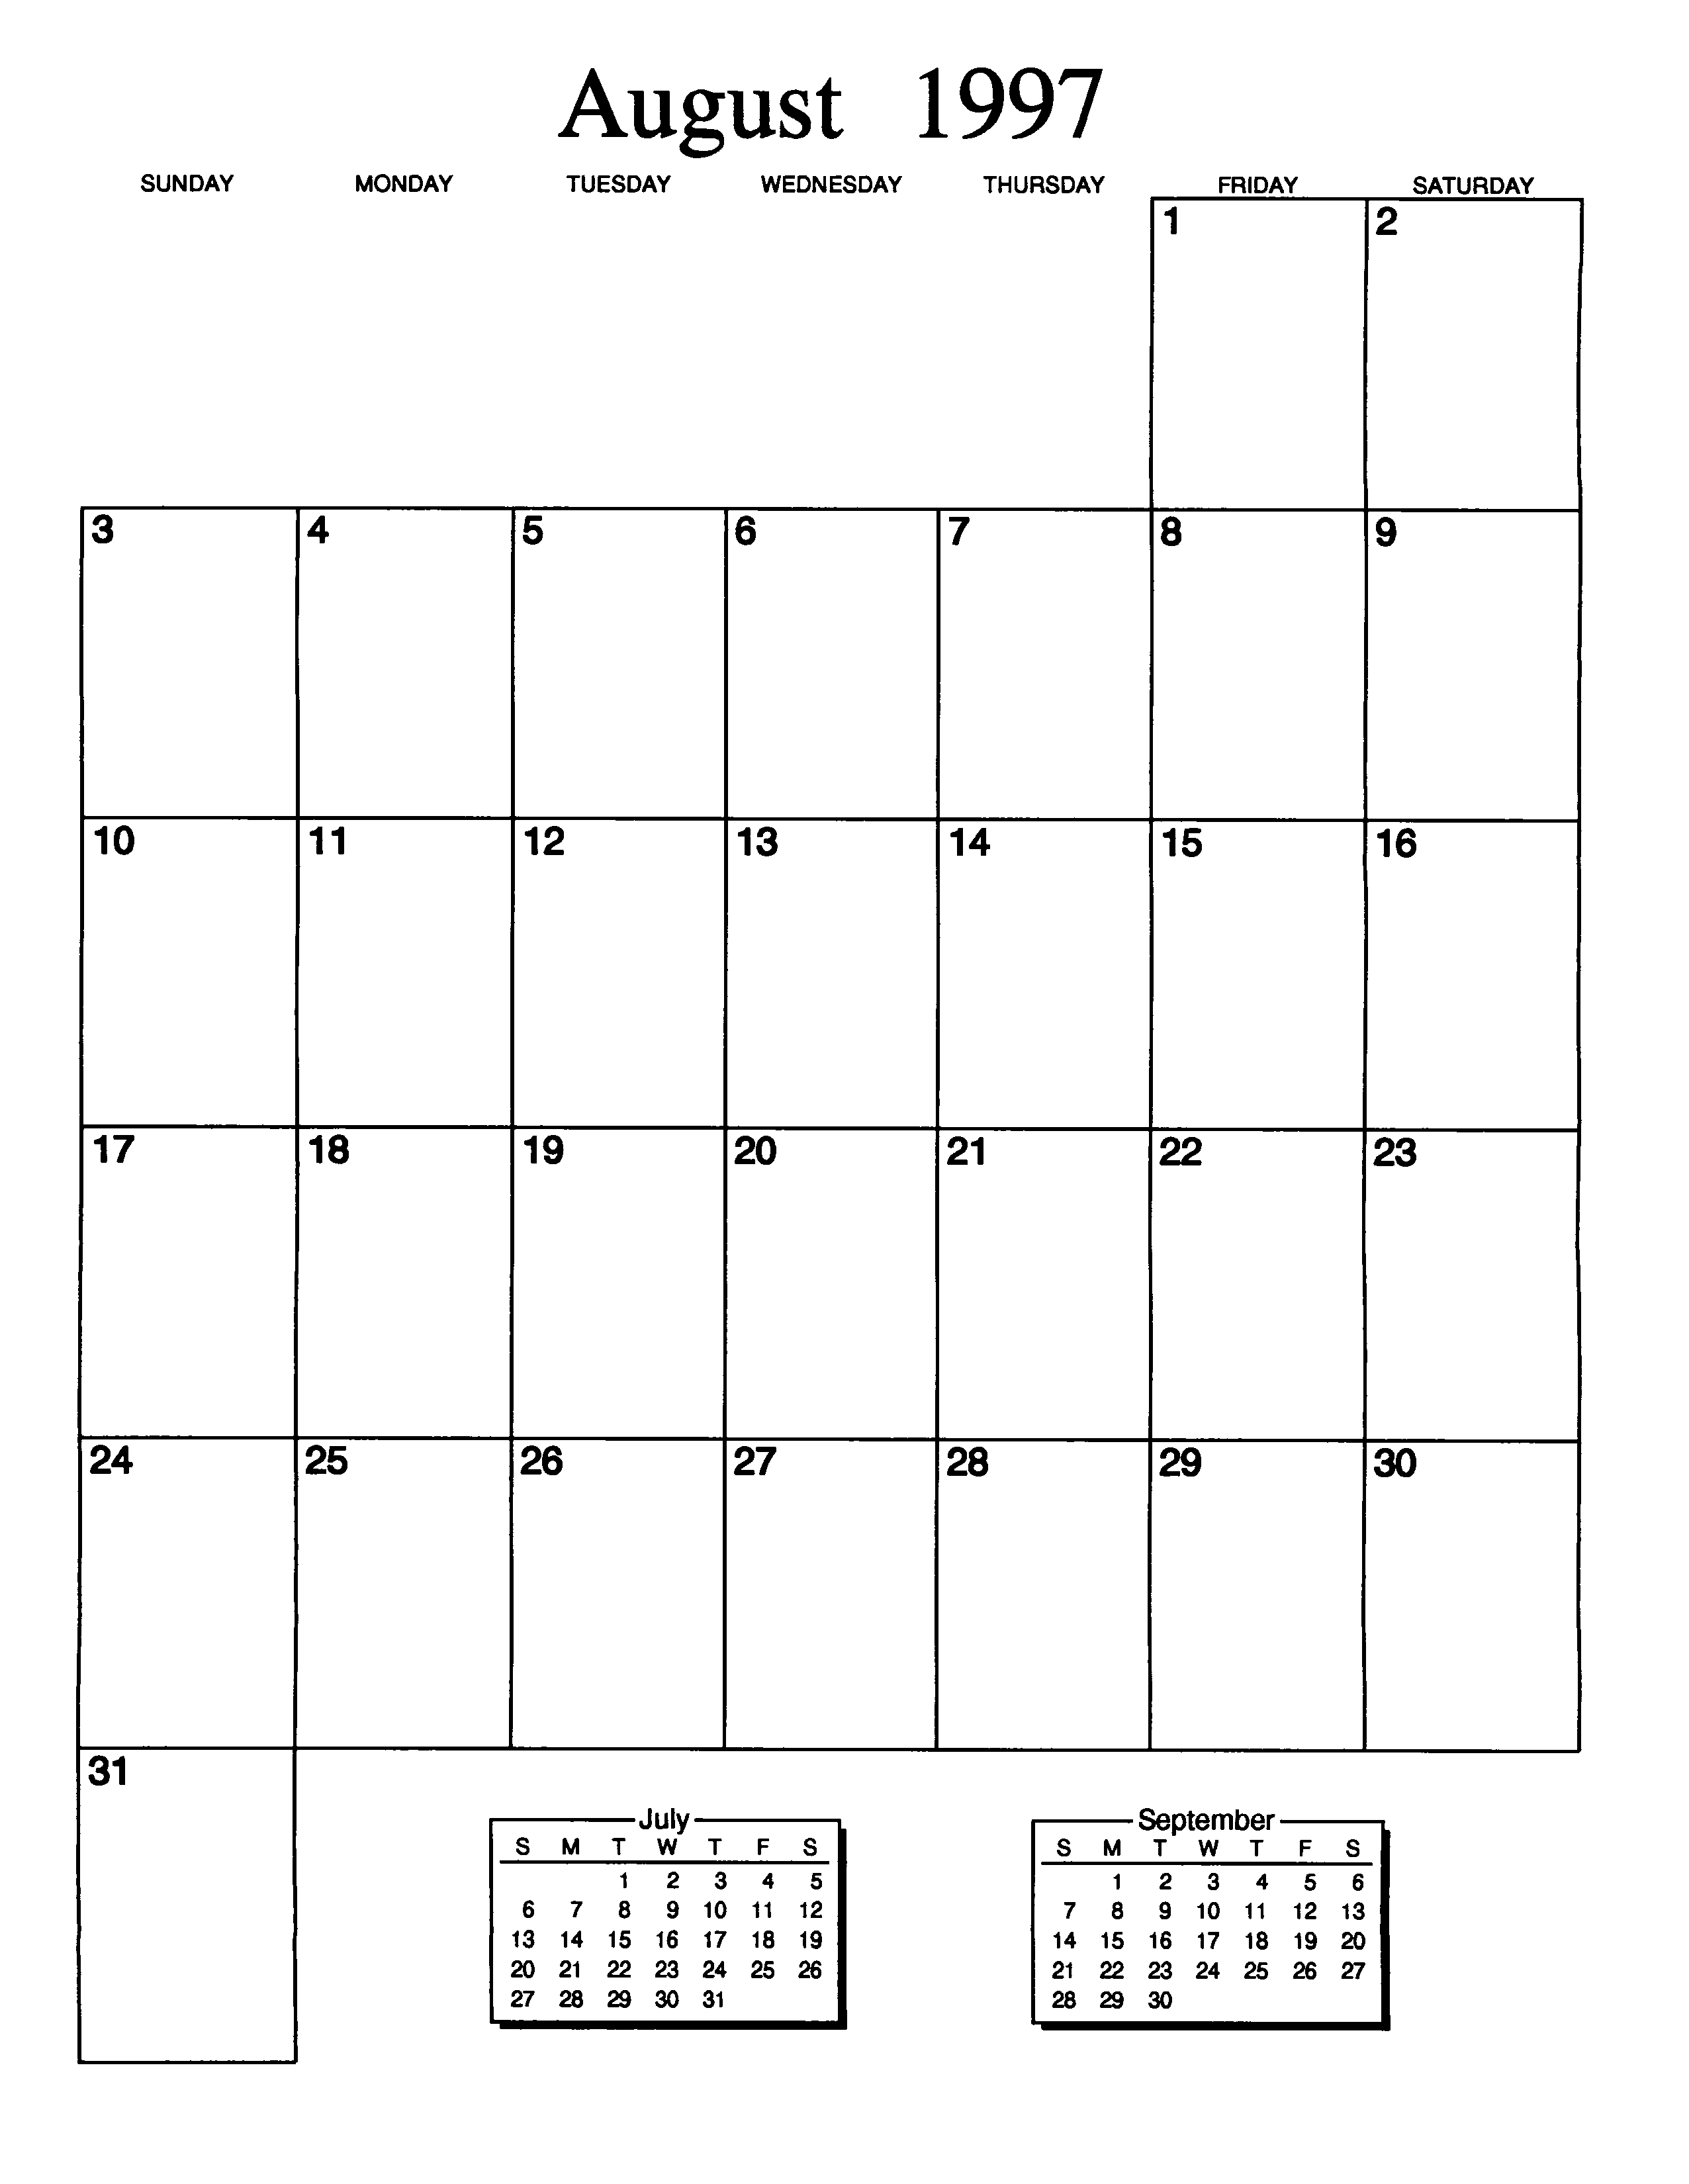 August 1997
SUNDAY MONDAY TUESDAY WEDNESDAY THURSDAY FRIDAY SATURDAY
1 2
3 4 5 6 7 8 9
10 11 12 13 14 15 16
17 18 19 20 21 22 23
24 25 26 27 28 29 30
31
July
S M T W T F S
1 2 3 4 5
6 7 8 9 10 11 12
13 14 15 16 17 18 19
20 21 22 23 24 25 26
27 28 29 30 31
September
S M T W T F S
1 2 3 4 5 6
7 8 9 10 11 12 13
14 15 16 17 18 19 20
21 22 23 24 25 26 27
28 29 30